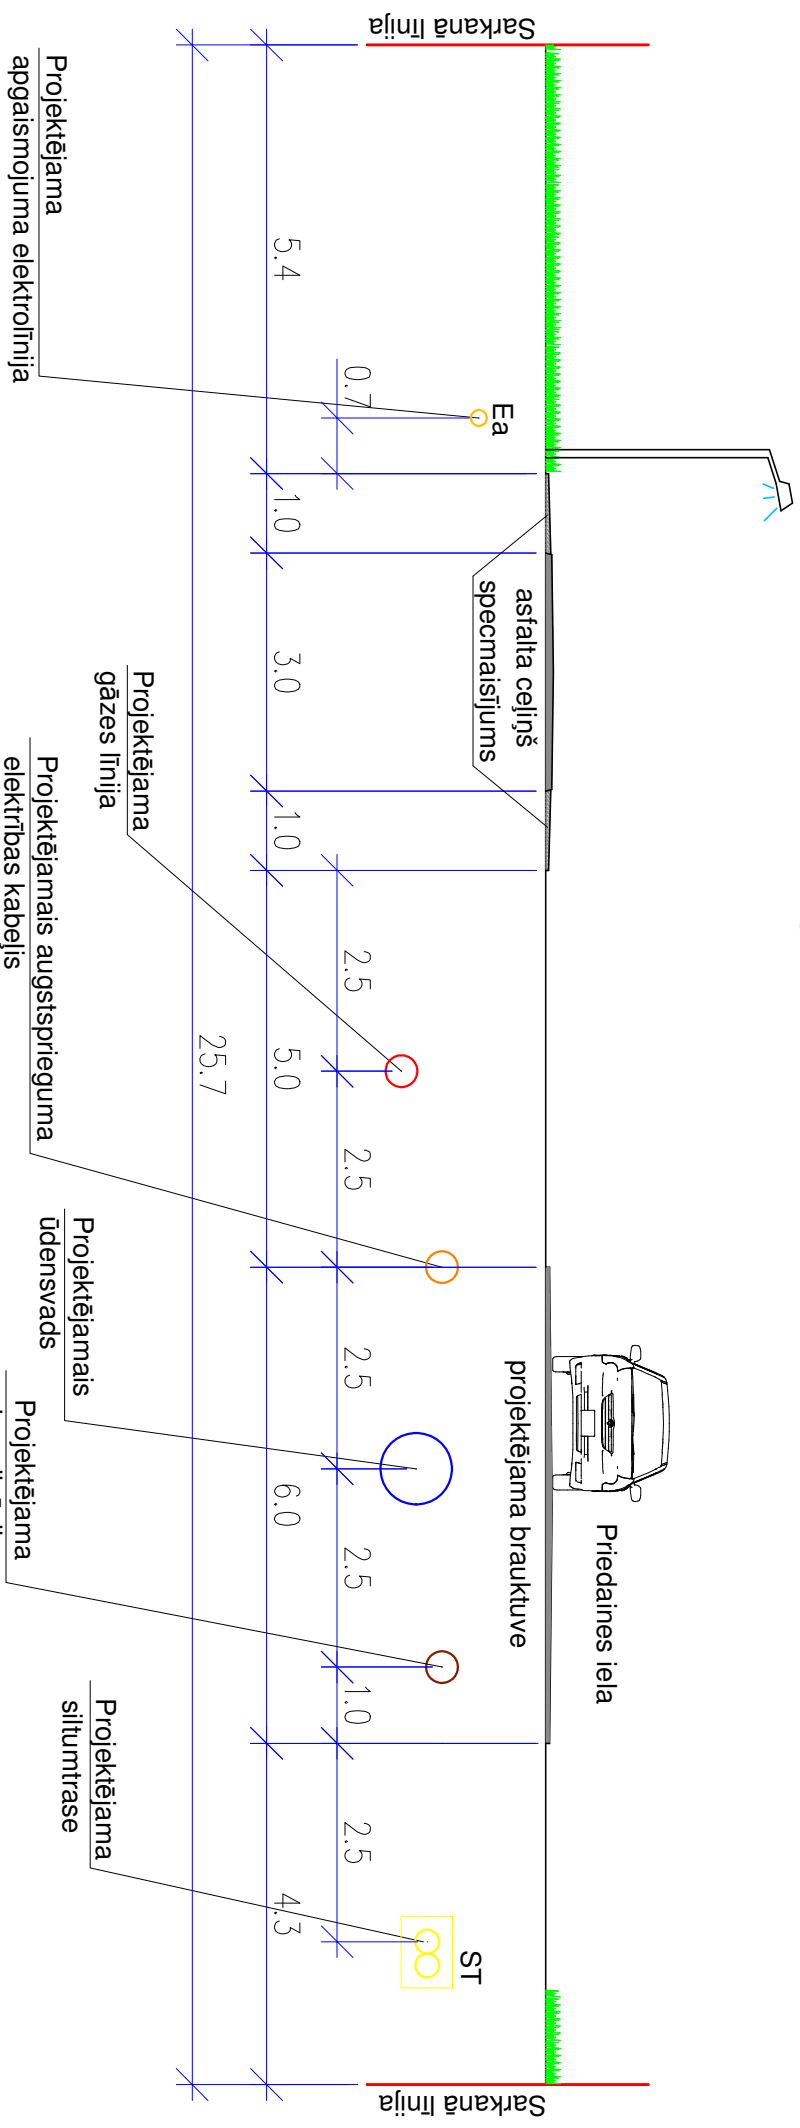 Sarkanā līnija
Priedaines iela
projektējama brauktuve
asfalta ceļiņš
specmaisījums
Ea
ST
Sarkanā līnija
0.7
2.5
2.5
2.5
2.5
1.0
2.5
5.4
1.0
3.0
1.0
5.0
6.0
4.3
25.7
Projektējama
apgaismojuma elektrolīnija
Projektējama
gāzes līnija
Projektējamais augstsprieguma
elektrības kabeļis
Projektējamais
ūdensvads
Projektējama
Projektējama
siltumtrase